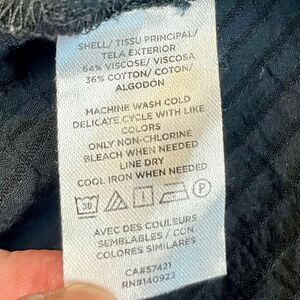 SHELL/ TISSU PRINCIPAL/
TELA EXTERIOR
64% VISCOSE/ VISCOSA
36% COTTON/ COTON/
ALGODÓN
MACHINE WASH COLD
DELICATE CYCLE WITH LIKE
COLORS
ONLY NON-CHLORINE
BLEACH WHEN NEEDED
LINE DRY
COOL IRON WHEN NEEDED
30 P
AVEC DES COULEURS
SEMBLABLES / CON
COLORES SIMILARES
CA#57421
RN#140923